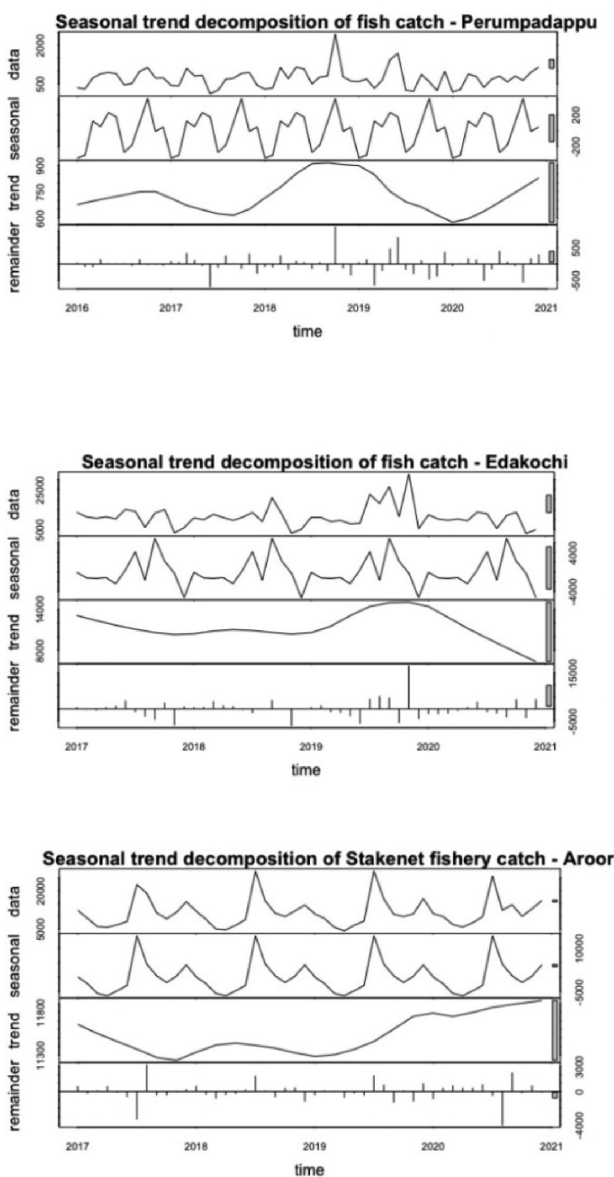 Seasonal trend decomposition of fish catch - Perumpadappu
2000
500
data
seasonal
200
-200
900
750
600
trend
remainder
500
-500
2016 2017 2018 2019 2020 2021
time
Seasonal trend decomposition of fish catch - Edakochi
25000
5000
data
seasonal
4000
-4000
14000
8000
trend
remainder
15000
-5000
2017 2018 2019 2020 2021
time
Seasonal trend decomposition of Stakenet fishery catch - Aroor
20000
5000
data
seasonal
10000
-5000
11800
11300
trend
remainder
3000
0
-4000
2017 2018 2019 2020 2021
time